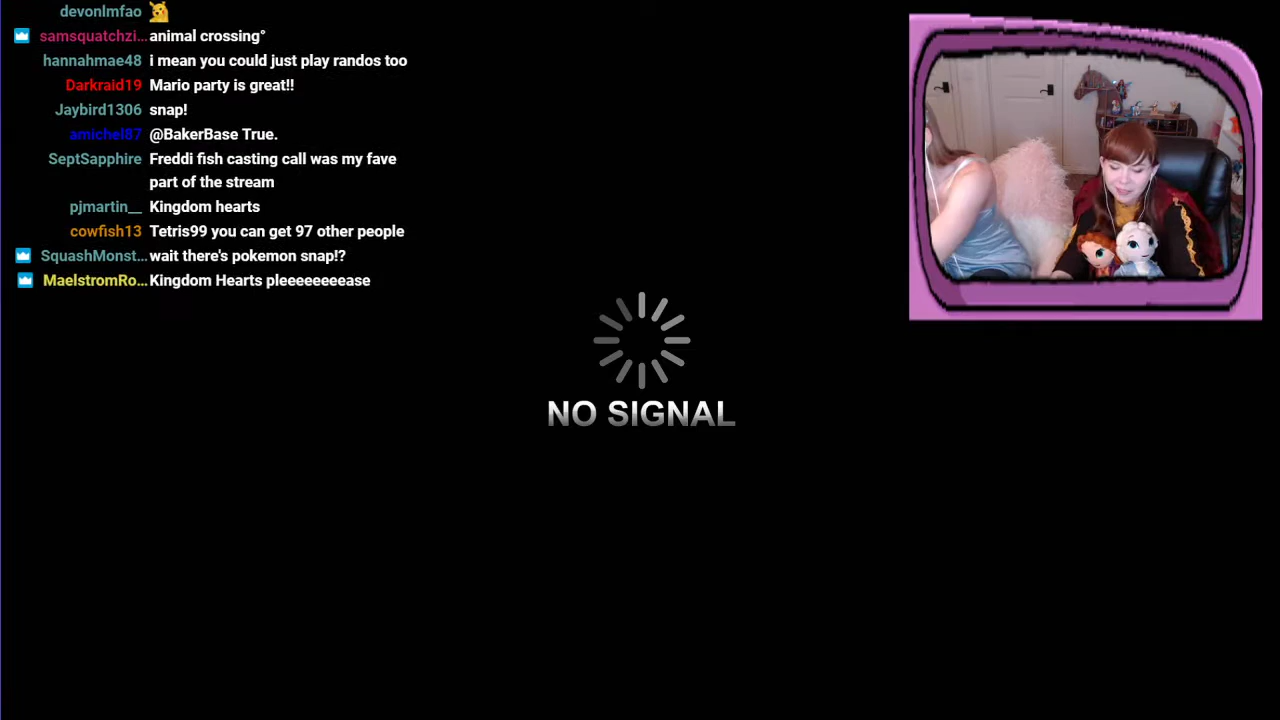 devonlmfao
samsquatchzi... animal crossing°
hannahmae48 i mean you could just play randos too
Darkraid19 Mario party is great!!
Jaybird1306 snap!
amichel87 @BakerBase True.
SeptSapphire Freddi fish casting call was my fave
part of the stream
pjmartin__ Kingdom hearts
cowfish13 Tetris99 you can get 97 other people
SquashMonst... wait there's pokemon snap!?
MaelstromRo... Kingdom Hearts pleeeeeeeease
NO SIGNAL